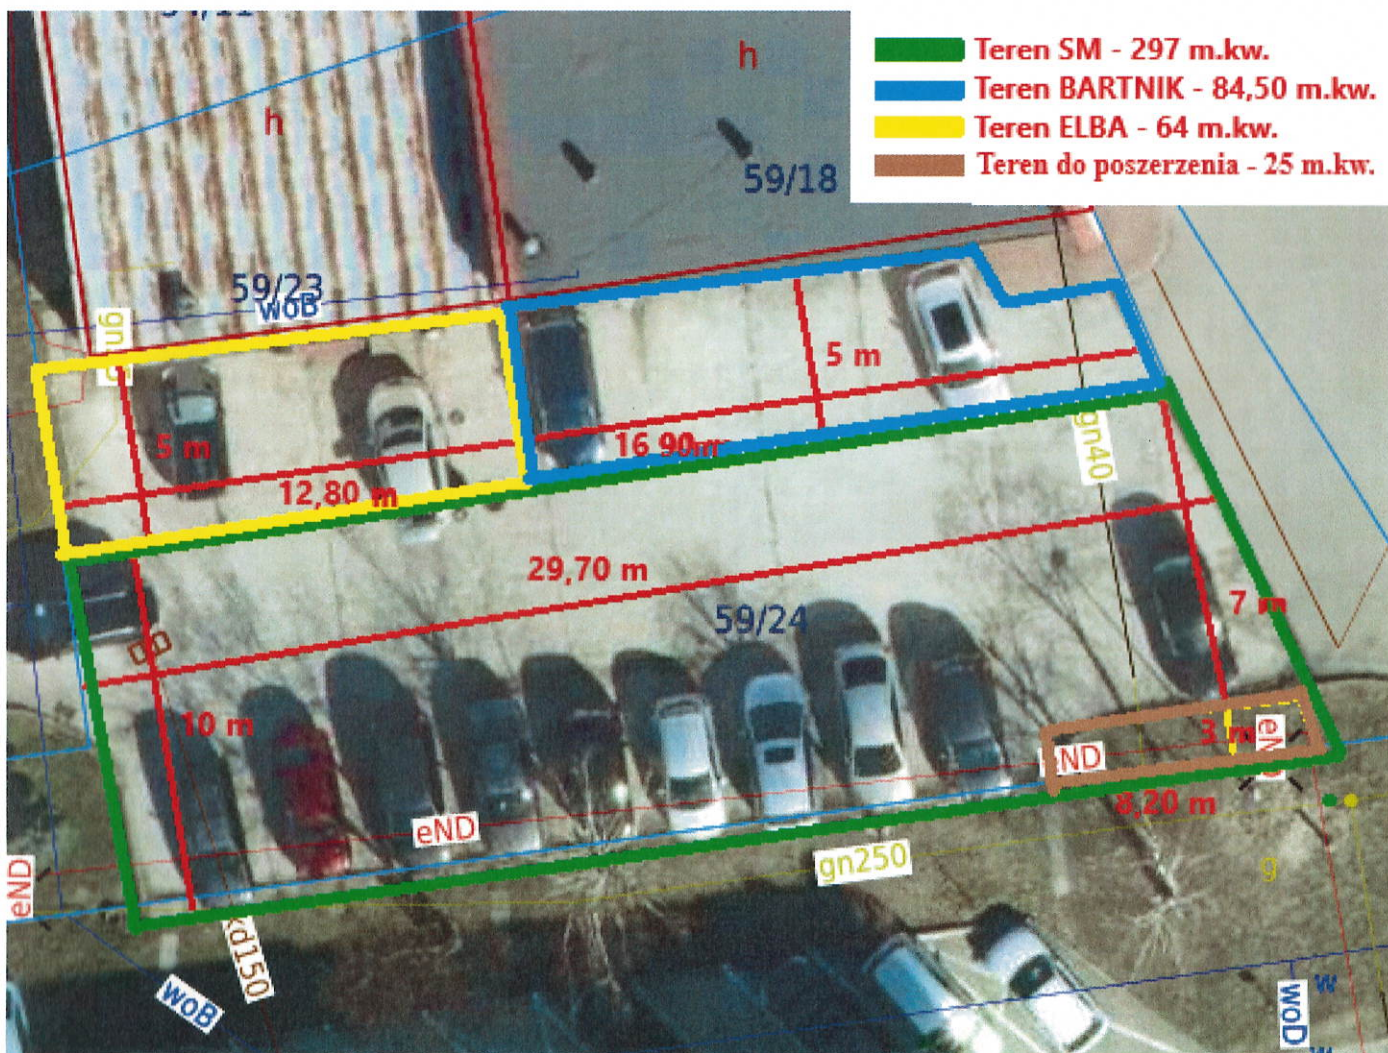 Teren SM - 297 m.kw.
Teren BARTNIK - 84,50 m.kw.
Teren ELBA - 64 m.kw.
Teren do poszerzenia - 25 m.kw.
h
h
59/18
59/23
woB
5 m
5 m
16 90m
12,80 m
gn40
29,70 m
59/24
7 m
10 m
3 m
eND
8,20 m
eND
gn250
g
eND
kd150
woB
w
woD
w